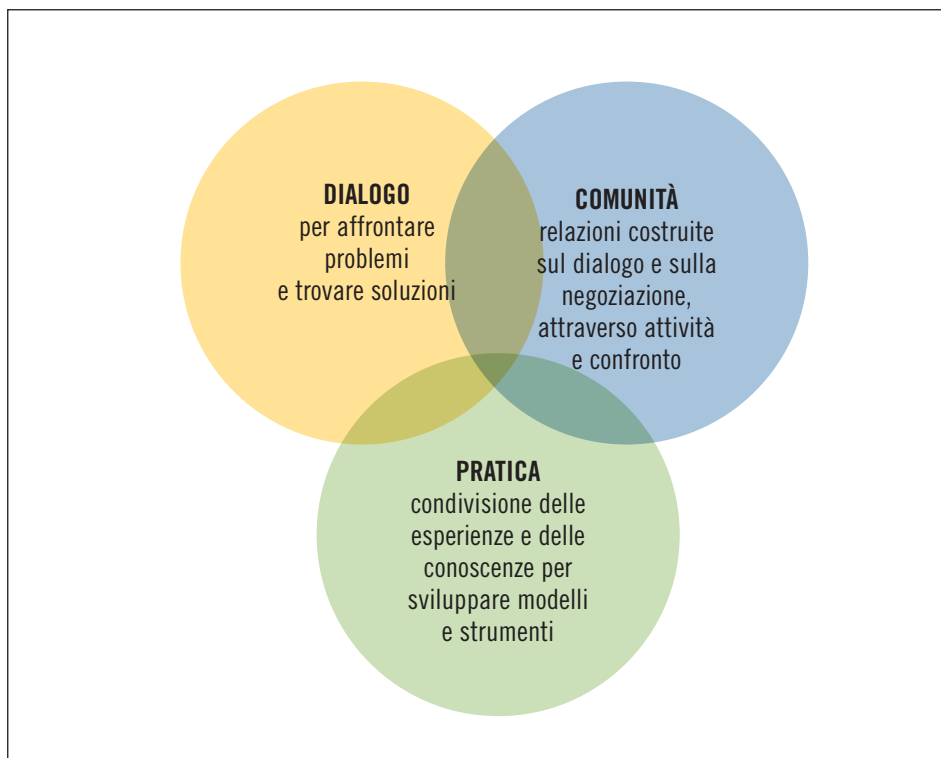 DIALOGO
per affrontare
problemi
e trovare soluzioni
COMUNITÀ
relazioni costruite
sul dialogo e sulla
negoziazione,
attraverso attività
e confronto
PRATICA
condivisione delle
esperienze e delle
conoscenze per
sviluppare modelli
e strumenti